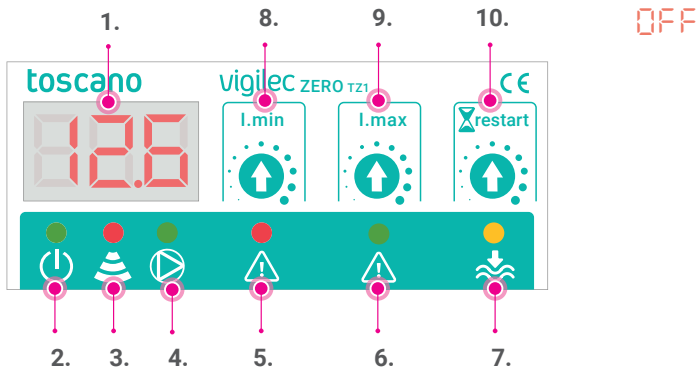 1.
8.
9.
10.
OFF
toscano
vigilec ZERO TZ1
CE
I.min
I.max
restart
12.5
2.
3.
4.
5.
6.
7.